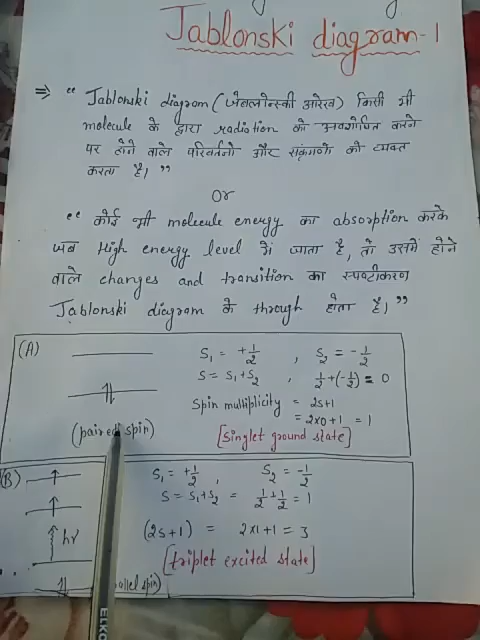 Jablonski diagram-1
⇒ " Jablonski diagram (जेबलोन्स्की आरेख) किसी भी
molecule के द्वारा radiation को अवशोषित करने
पर होने वाले परिवर्तनो और संक्रमणो को व्यक्त
करता है। "
Or
" कोई भी molecule energy का absorption करके
जब High energy level में जाता है, तो उसमें होने
वाले changes and transition का स्पष्टीकरण
Jablonski diagram के through होता है। "
(A)
S₁ = +1/2 , S₂ = -1/2
S = S₁+S₂ , 1/2+(-1/2) = 0
Spin multiplicity = 2S+1
= 2x0+1 = 1
(paired spin) [singlet ground state]
(B) S₁ = +1/2, S₂ = -1/2
S = S₁+S₂ = 1/2+1/2 = 1
hν (2S+1) = 2x1+1 = 3
[triplet excited state]
spin)
ELKO